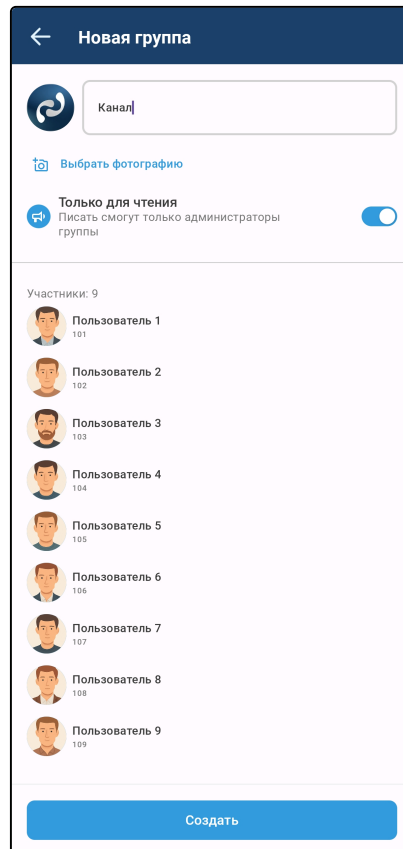 Новая группа
Канал
Выбрать фотографию
Только для чтения
Писать смогут только администраторы
группы
Участники: 9
Пользователь 1
101
Пользователь 2
102
Пользователь 3
103
Пользователь 4
104
Пользователь 5
105
Пользователь 6
106
Пользователь 7
107
Пользователь 8
108
Пользователь 9
109
Создать